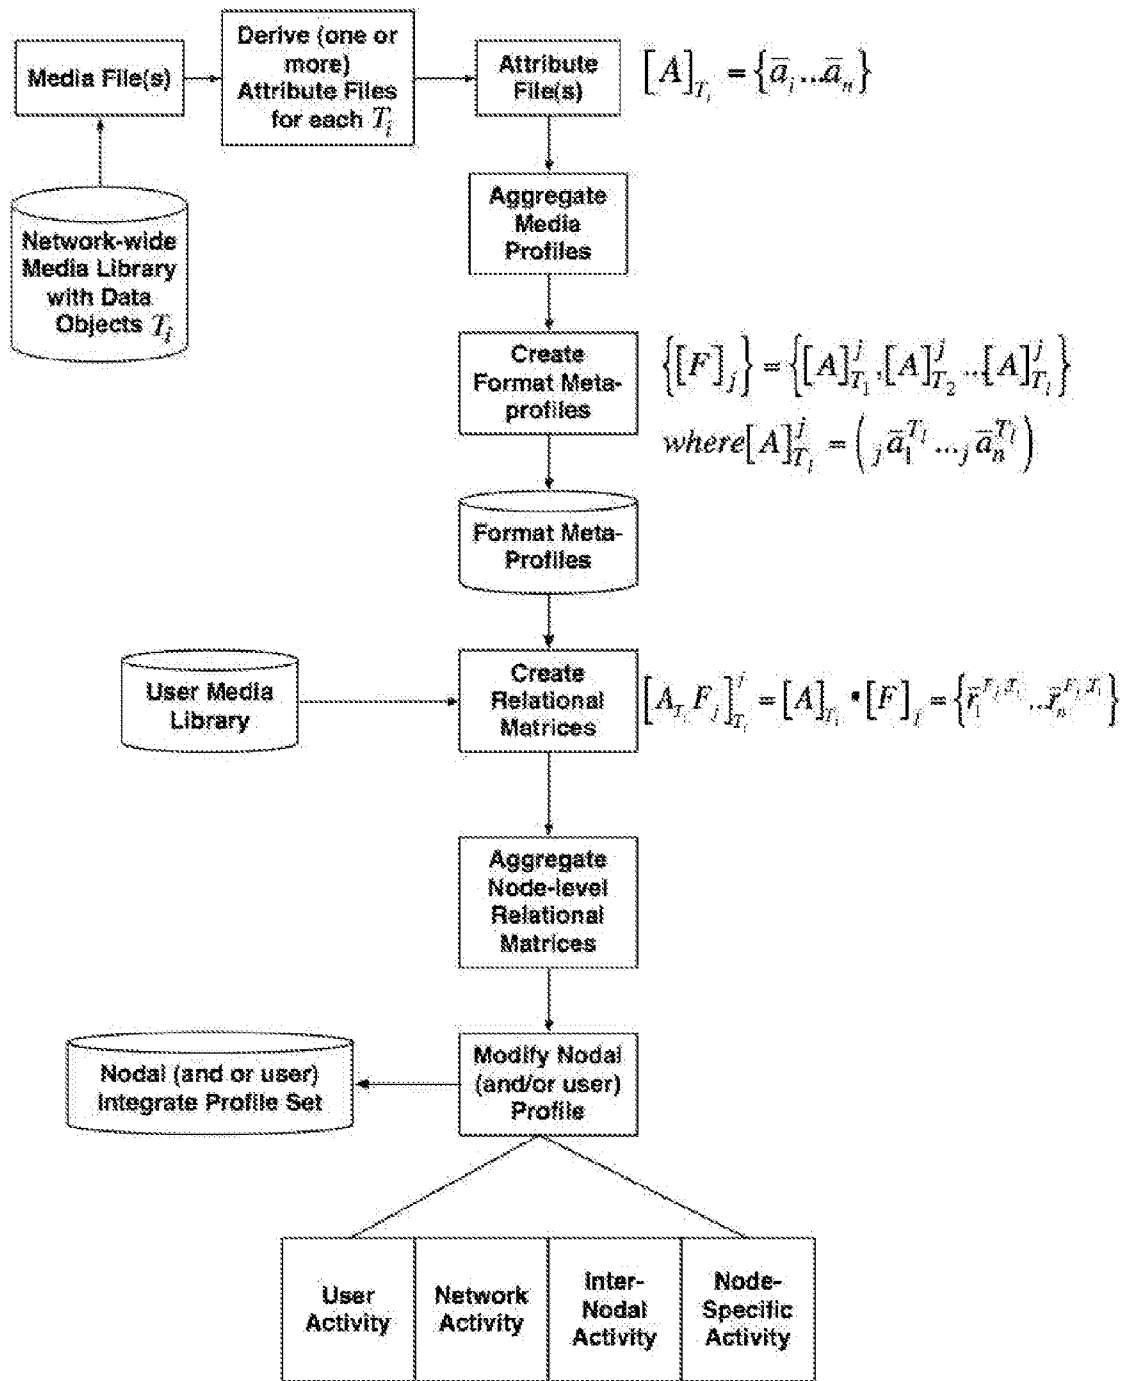 Media File(s)
Derive (one or
more)
Attribute Files
for each T_i
Attribute
File(s)
[A]_{T_i} = {ā_i ... ā_n}
Network-wide
Media Library
with Data
Objects T_i
Aggregate
Media
Profiles
Create
Format Meta-
profiles
{[F]_j} = {[A]^j_{T_1}, [A]^j_{T_2} ... [A]^j_{T_i}}
where[A]^j_{T_i} = ( _j ā_1^{T_i} ... _j ā_n^{T_i} )
Format Meta-
Profiles
User Media
Library
Create
Relational
Matrices
[A_{T_i} F_j]^j_{T_i} = [A]_{T_i} • [F]_j = {r̄_1^{F_j,T_i} ... r̄_n^{F_j,T_i}}
Aggregate
Node-level
Relational
Matrices
Nodal (and or user)
Integrate Profile Set
Modify Nodal
(and/or user)
Profile
User
Activity
Network
Activity
Inter-
Nodal
Activity
Node-
Specific
Activity